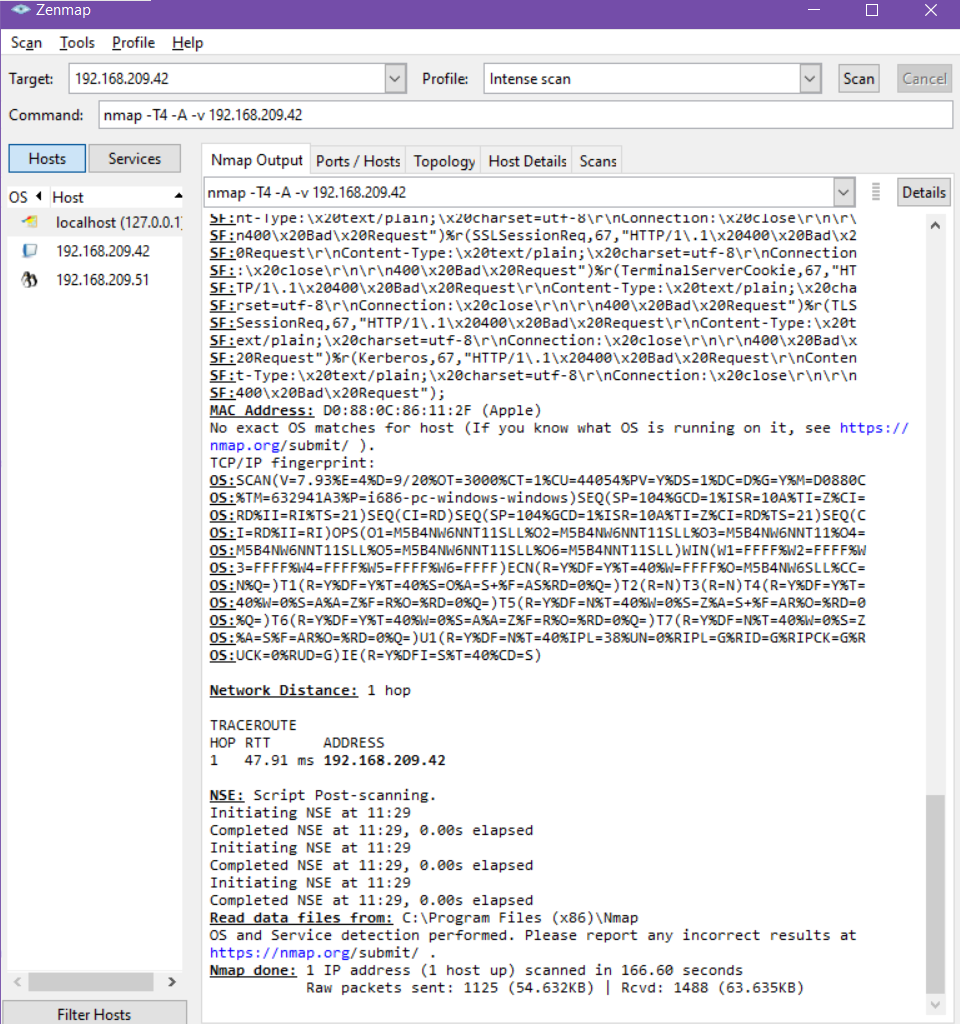 Zenmap
Scan Tools Profile Help
Target: 192.168.209.42 Profile: Intense scan Scan Cancel
Command: nmap -T4 -A -v 192.168.209.42
Hosts Services
OS Host
localhost (127.0.0.1)
192.168.209.42
192.168.209.51
Filter Hosts
Nmap Output Ports / Hosts Topology Host Details Scans
nmap -T4 -A -v 192.168.209.42 Details
SF:nt-Type:\x20text/plain;\x20charset=utf-8\r\nConnection:\x20close\r\n\r\
SF:n400\x20Bad\x20Request")%r(SSLSessionReq,67,"HTTP/1\.1\x20400\x20Bad\x2
SF:0Request\r\nContent-Type:\x20text/plain;\x20charset=utf-8\r\nConnection
SF::\x20close\r\n\r\n400\x20Bad\x20Request")%r(TerminalServerCookie,67,"HT
SF:TP/1\.1\x20400\x20Bad\x20Request\r\nContent-Type:\x20text/plain;\x20cha
SF:rset=utf-8\r\nConnection:\x20close\r\n\r\n400\x20Bad\x20Request")%r(TLS
SF:SessionReq,67,"HTTP/1\.1\x20400\x20Bad\x20Request\r\nContent-Type:\x20t
SF:ext/plain;\x20charset=utf-8\r\nConnection:\x20close\r\n\r\n400\x20Bad\x
SF:20Request")%r(Kerberos,67,"HTTP/1\.1\x20400\x20Bad\x20Request\r\nConten
SF:t-Type:\x20text/plain;\x20charset=utf-8\r\nConnection:\x20close\r\n\r\n
SF:400\x20Bad\x20Request");
MAC Address: D0:88:0C:86:11:2F (Apple)
No exact OS matches for host (If you know what OS is running on it, see https://
nmap.org/submit/ ).
TCP/IP fingerprint:
OS:SCAN(V=7.93%E=4%D=9/20%OT=3000%CT=1%CU=44054%PV=Y%DS=1%DC=D%G=Y%M=D0880C
OS:%TM=632941A3%P=i686-pc-windows-windows)SEQ(SP=104%GCD=1%ISR=10A%TI=Z%CI=
OS:RD%II=RI%TS=21)SEQ(CI=RD)SEQ(SP=104%GCD=1%ISR=10A%TI=Z%CI=RD%TS=21)SEQ(C
OS:I=RD%II=RI)OPS(O1=M5B4NW6NNT11SLL%O2=M5B4NW6NNT11SLL%O3=M5B4NW6NNT11%O4=
OS:M5B4NW6NNT11SLL%O5=M5B4NW6NNT11SLL%O6=M5B4NNT11SLL)WIN(W1=FFFF%W2=FFFF%W
OS:3=FFFF%W4=FFFF%W5=FFFF%W6=FFFF)ECN(R=Y%DF=Y%T=40%W=FFFF%O=M5B4NW6SLL%CC=
OS:N%Q=)T1(R=Y%DF=Y%T=40%S=O%A=S+%F=AS%RD=0%Q=)T2(R=N)T3(R=N)T4(R=Y%DF=Y%T=
OS:40%W=0%S=A%A=Z%F=R%O=%RD=0%Q=)T5(R=Y%DF=N%T=40%W=0%S=Z%A=S+%F=AR%O=%RD=0
OS:%Q=)T6(R=Y%DF=Y%T=40%W=0%S=A%A=Z%F=R%O=%RD=0%Q=)T7(R=Y%DF=N%T=40%W=0%S=Z
OS:%A=S%F=AR%O=%RD=0%Q=)U1(R=Y%DF=N%T=40%IPL=38%UN=0%RIPL=G%RID=G%RIPCK=G%R
OS:UCK=0%RUD=G)IE(R=Y%DFI=S%T=40%CD=S)
Network Distance: 1 hop
TRACEROUTE
HOP RTT ADDRESS
1 47.91 ms 192.168.209.42
NSE: Script Post-scanning.
Initiating NSE at 11:29
Completed NSE at 11:29, 0.00s elapsed
Initiating NSE at 11:29
Completed NSE at 11:29, 0.00s elapsed
Initiating NSE at 11:29
Completed NSE at 11:29, 0.00s elapsed
Read data files from: C:\Program Files (x86)\Nmap
OS and Service detection performed. Please report any incorrect results at
https://nmap.org/submit/ .
Nmap done: 1 IP address (1 host up) scanned in 166.60 seconds
Raw packets sent: 1125 (54.632KB) | Rcvd: 1488 (63.635KB)